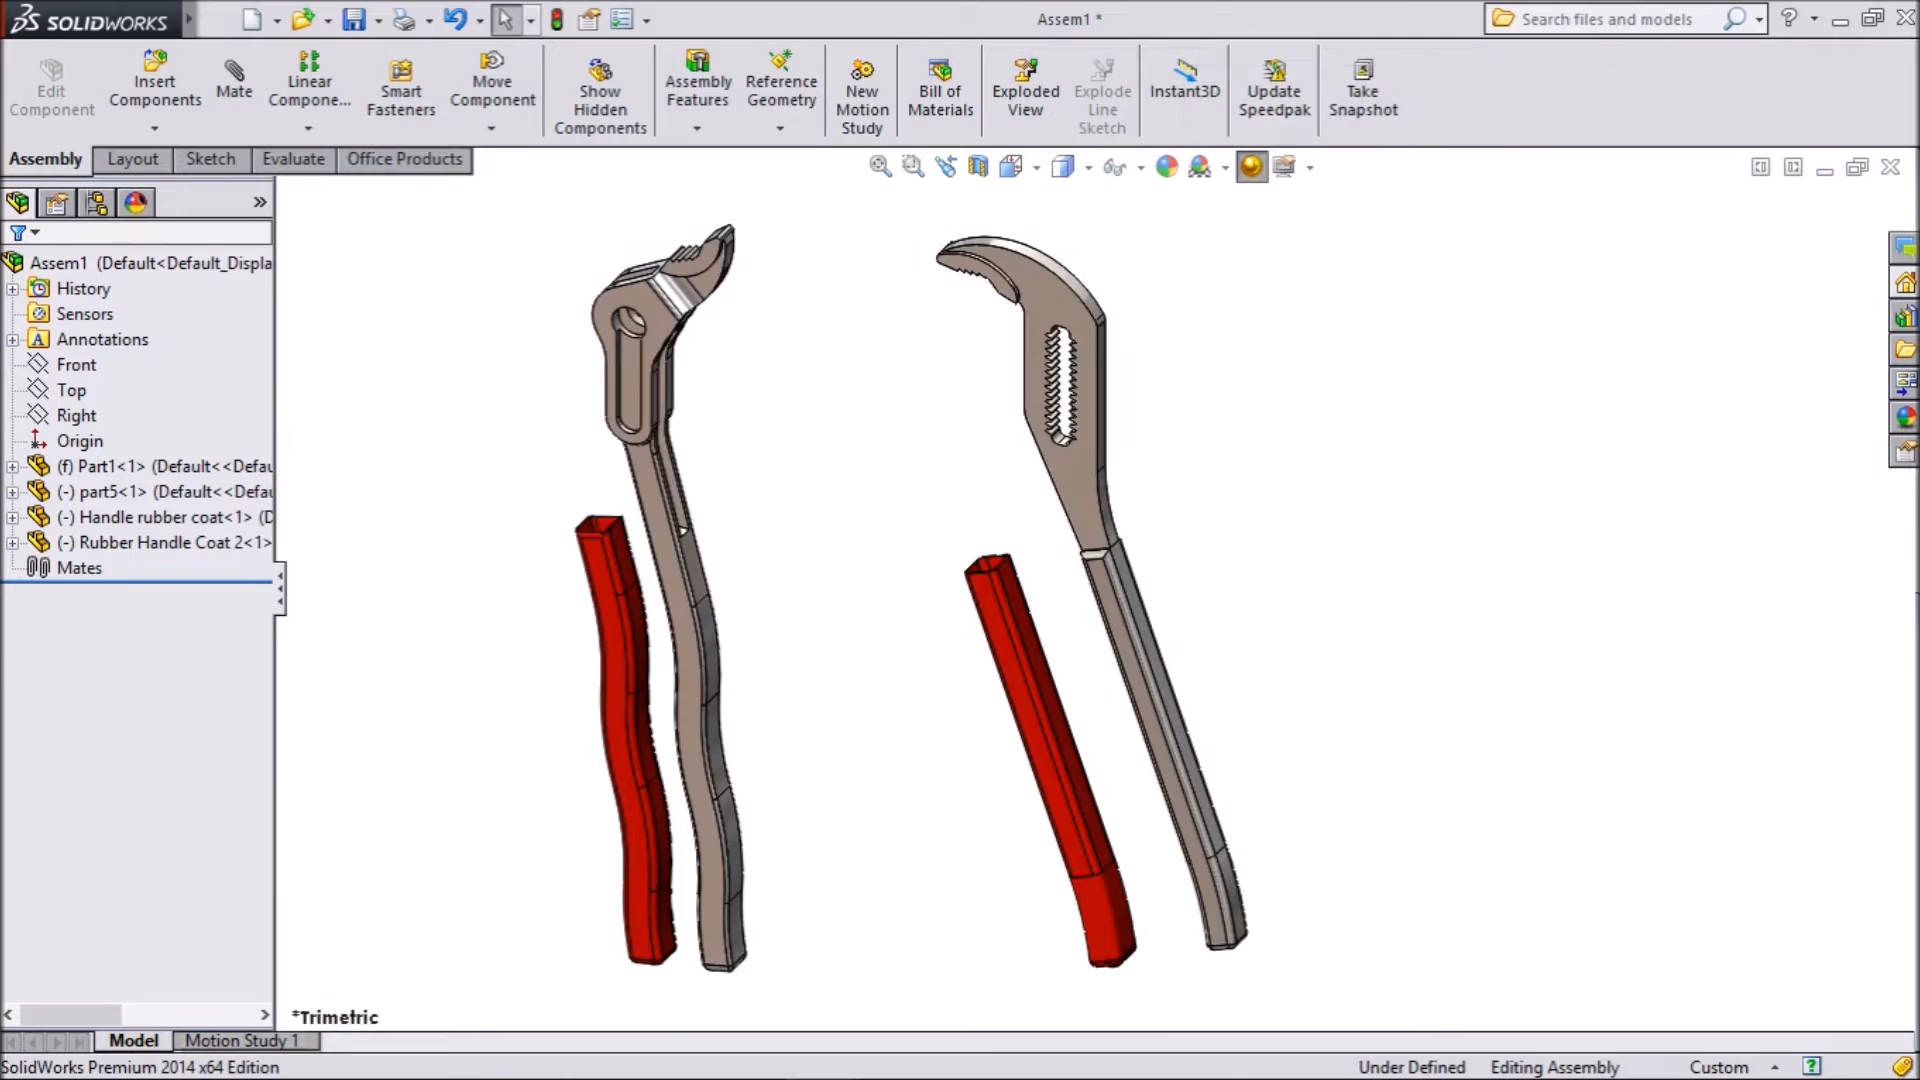 SOLIDWORKS
Assem1 *
Search files and models
Edit
Component
Insert
Components
Mate
Linear
Compone...
Smart
Fasteners
Move
Component
Show
Hidden
Components
Assembly
Features
Reference
Geometry
New
Motion
Study
Bill of
Materials
Exploded
View
Explode
Line
Sketch
Instant3D
Update
Speedpak
Take
Snapshot
Assembly
Layout
Sketch
Evaluate
Office Products
Assem1 (Default<Default_Displa
History
Sensors
Annotations
Front
Top
Right
Origin
(f) Part1<1> (Default<<Defau
(-) part5<1> (Default<<Defau
(-) Handle rubber coat<1> (D
(-) Rubber Handle Coat 2<1>
Mates
*Trimetric
Model
Motion Study 1
SolidWorks Premium 2014 x64 Edition
Under Defined
Editing Assembly
Custom